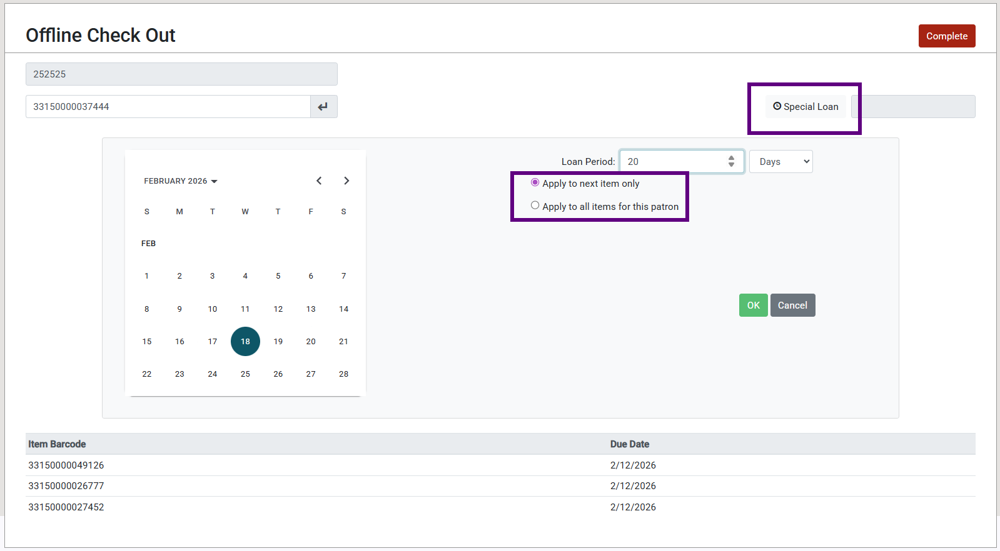 Offline Check Out
Complete
252525
33150000037444
Special Loan
Loan Period: 20 Days
Apply to next item only
Apply to all items for this patron
FEBRUARY 2026
S M T W T F S
FEB
1 2 3 4 5 6 7
8 9 10 11 12 13 14
15 16 17 18 19 20 21
22 23 24 25 26 27 28
OK Cancel
Item Barcode Due Date
33150000049126 2/12/2026
33150000026777 2/12/2026
33150000027452 2/12/2026